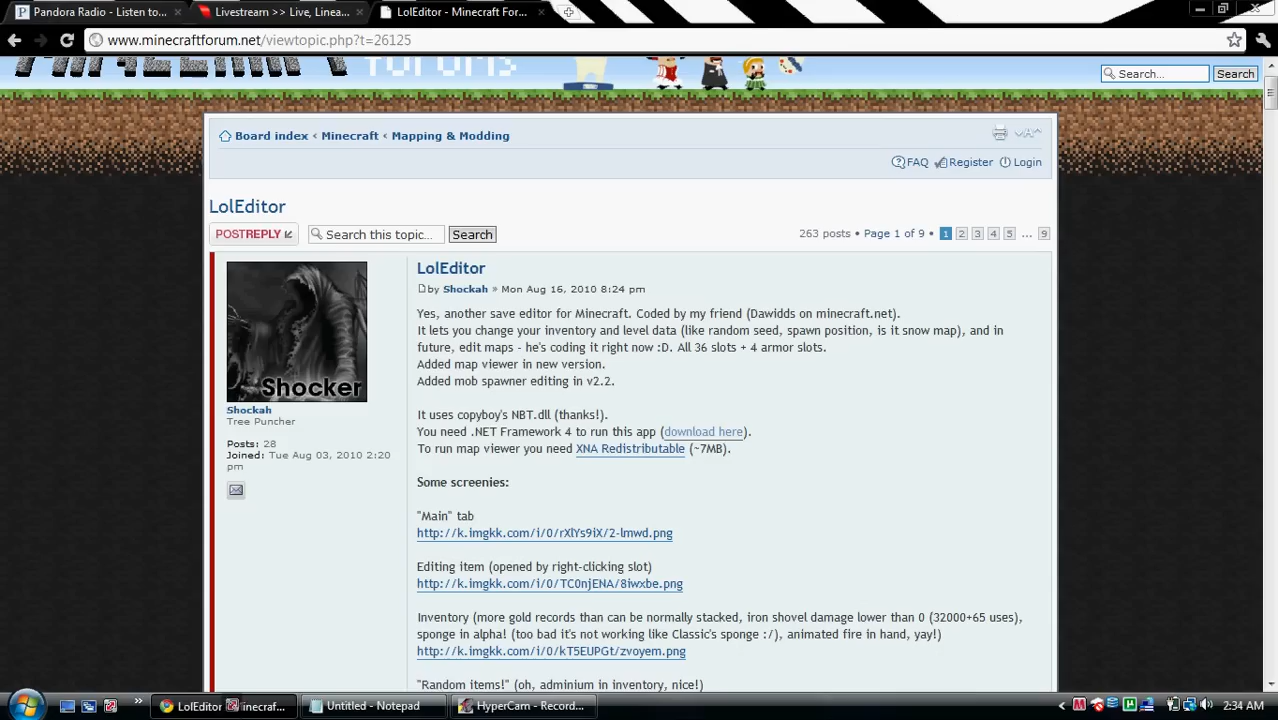 Pandora Radio - Listen to...
Livestream >> Live, Linea...
LolEditor - Minecraft For...
www.minecraftforum.net/viewtopic.php?t=26125
forums
Search...
Search
Board index ‹ Minecraft ‹ Mapping & Modding
FAQ Register Login
LolEditor
POSTREPLY
Search this topic...
Search
263 posts • Page 1 of 9 • 1 2 3 4 5 ... 9
LolEditor
by Shockah » Mon Aug 16, 2010 8:24 pm
Shocker
Shockah
Tree Puncher
Posts: 28
Joined: Tue Aug 03, 2010 2:20
pm
Yes, another save editor for Minecraft. Coded by my friend (Dawidds on minecraft.net).
It lets you change your inventory and level data (like random seed, spawn position, is it snow map), and in
future, edit maps - he's coding it right now :D. All 36 slots + 4 armor slots.
Added map viewer in new version.
Added mob spawner editing in v2.2.
It uses copyboy's NBT.dll (thanks!).
You need .NET Framework 4 to run this app (download here).
To run map viewer you need XNA Redistributable (~7MB).
Some screenies:
"Main" tab
http://k.imgkk.com/i/0/rXlYs9iX/2-lmwd.png
Editing item (opened by right-clicking slot)
http://k.imgkk.com/i/0/TC0njENA/8iwxbe.png
Inventory (more gold records than can be normally stacked, iron shovel damage lower than 0 (32000+65 uses),
sponge in alpha! (too bad it's not working like Classic's sponge :/), animated fire in hand, yay!)
http://k.imgkk.com/i/0/kT5EUPGt/zvoyem.png
"Random items!" (oh, adminium in inventory, nice!)
LolEditor
inecraf...
Untitled - Notepad
HyperCam - Record...
2:34 AM